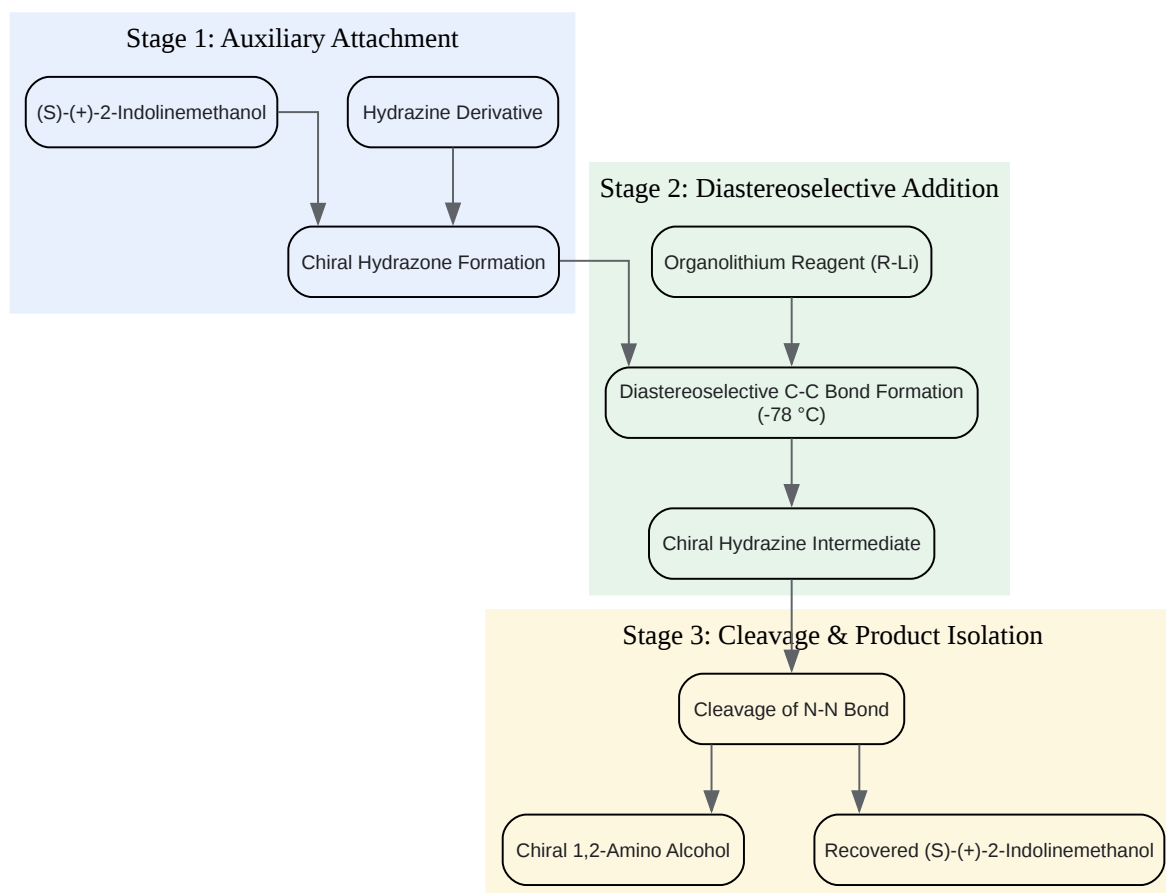 Stage 1: Auxiliary Attachment
(S)-(+)-2-Indolinemethanol
Hydrazine Derivative
Chiral Hydrazone Formation
Stage 2: Diastereoselective Addition
Organolithium Reagent (R-Li)
Diastereoselective C-C Bond Formation
(-78 °C)
Chiral Hydrazine Intermediate
Stage 3: Cleavage & Product Isolation
Cleavage of N-N Bond
Chiral 1,2-Amino Alcohol
Recovered (S)-(+)-2-Indolinemethanol